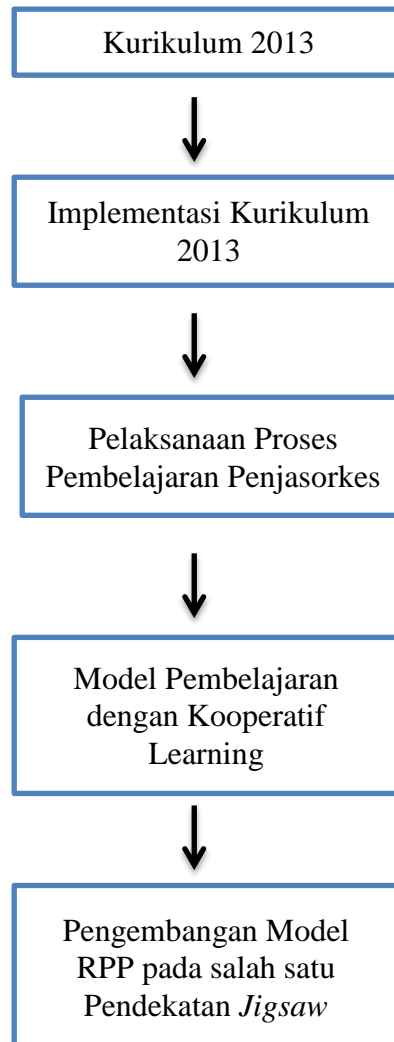 Kurikulum 2013
Implementasi Kurikulum
2013
Pelaksanaan Proses
Pembelajaran Penjasorkes
Model Pembelajaran
dengan Kooperatif
Learning
Pengembangan Model
RPP pada salah satu
Pendekatan Jigsaw